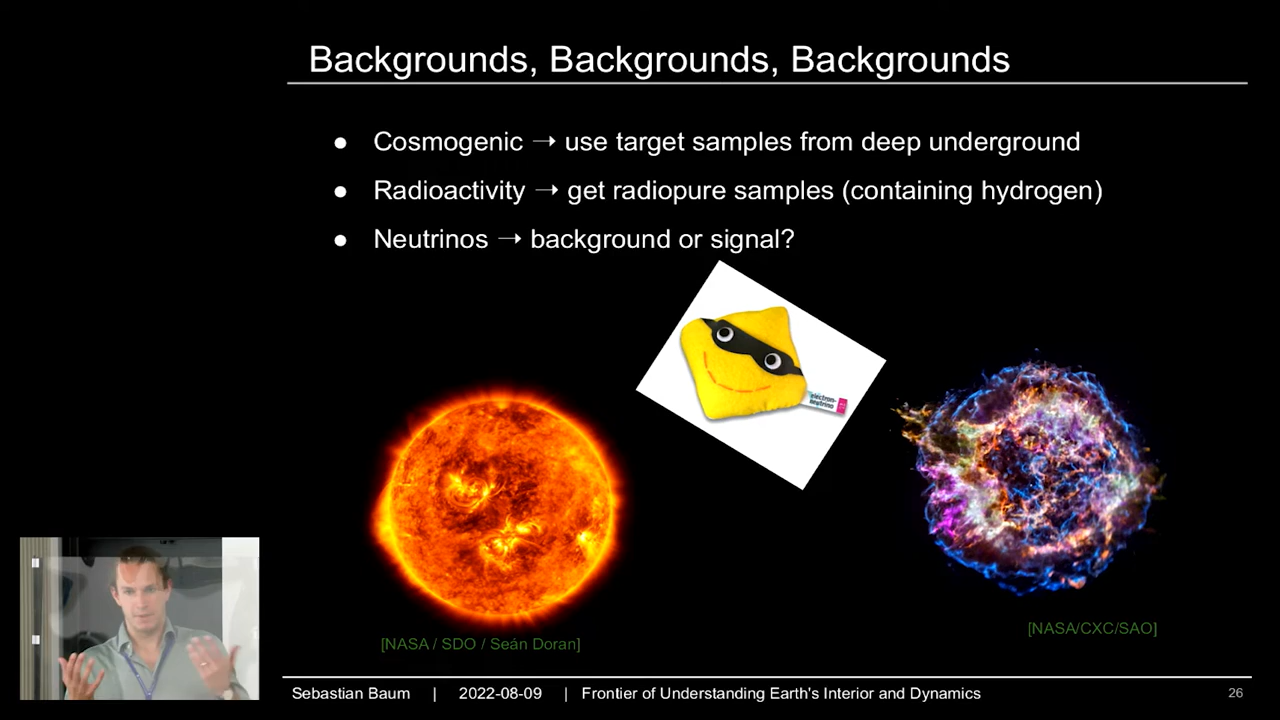 Backgrounds, Backgrounds, Backgrounds
● Cosmogenic → use target samples from deep underground
● Radioactivity → get radiopure samples (containing hydrogen)
● Neutrinos → background or signal?
electron-
neutrino
[NASA / SDO / Seán Doran]
[NASA/CXC/SAO]
Sebastian Baum | 2022-08-09 | Frontier of Understanding Earth's Interior and Dynamics 26